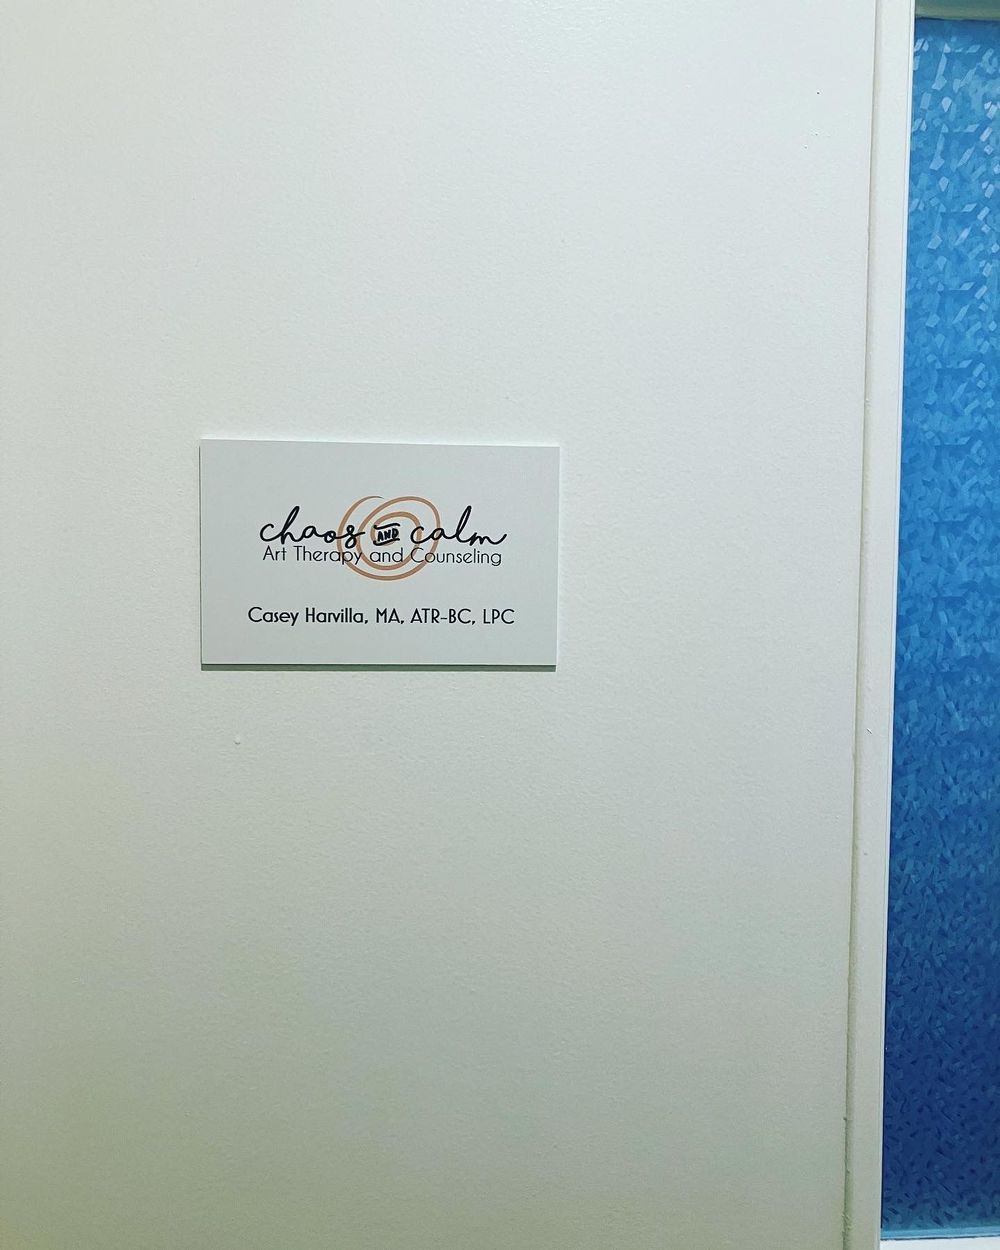 chaos AND calm
Art Therapy and Counseling
Casey Harvilla, MA, ATR-BC, LPC